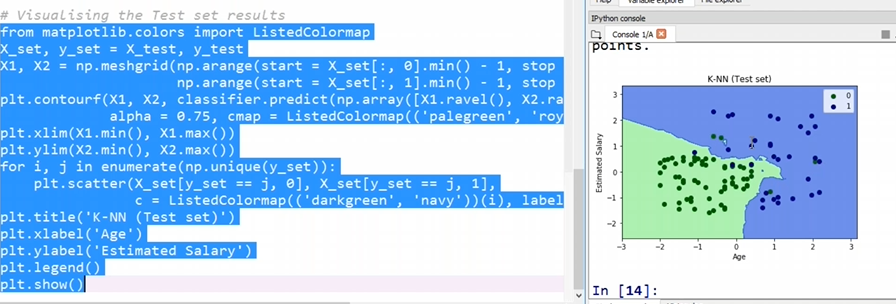 # Visualising the Test set results
from matplotlib.colors import ListedColormap
X_set, y_set = X_test, y_test
X1, X2 = np.meshgrid(np.arange(start = X_set[:, 0].min() - 1, stop
np.arange(start = X_set[:, 1].min() - 1, stop
plt.contourf(X1, X2, classifier.predict(np.array([X1.ravel(), X2.ra
alpha = 0.75, cmap = ListedColormap(('palegreen', 'roy
plt.xlim(X1.min(), X1.max())
plt.ylim(X2.min(), X2.max())
for i, j in enumerate(np.unique(y_set)):
plt.scatter(X_set[y_set == j, 0], X_set[y_set == j, 1],
c = ListedColormap(('darkgreen', 'navy'))(i), label
plt.title('K-NN (Test set)')
plt.xlabel('Age')
plt.ylabel('Estimated Salary')
plt.legend()
plt.show()
Help Variable explorer File explorer
IPython console
Console 1/A
points.
K-NN (Test set)
0
1
3
2
1
0
−1
−2
Estimated Salary
−3 −2 −1 0 1 2 3
Age
In [14]: